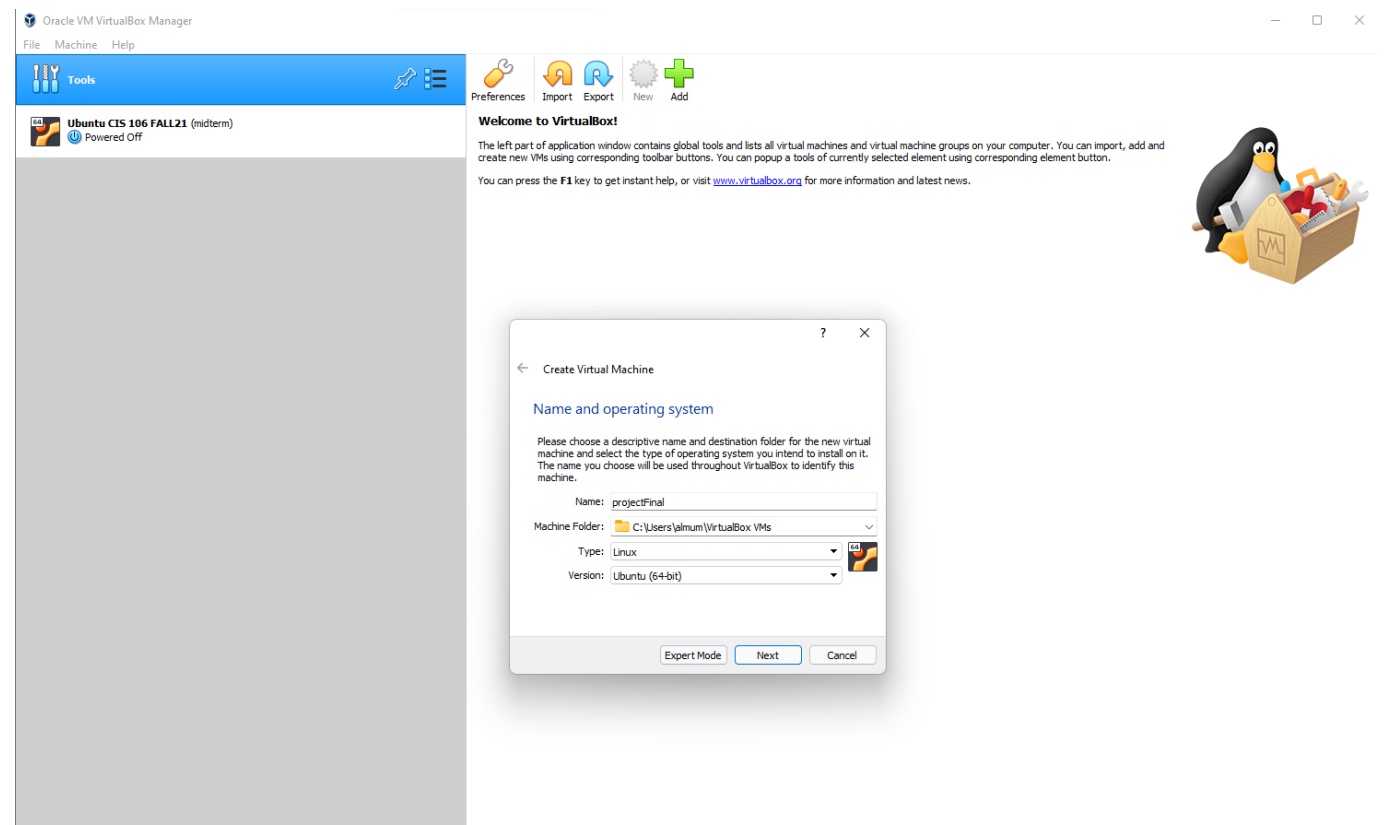 Oracle VM VirtualBox Manager
File Machine Help
Tools
64
Ubuntu CIS 106 FALL21 (midterm)
Powered Off
Preferences Import Export New Add
Welcome to VirtualBox!
The left part of application window contains global tools and lists all virtual machines and virtual machine groups on your computer. You can import, add and
create new VMs using corresponding toolbar buttons. You can popup a tools of currently selected element using corresponding element button.
You can press the F1 key to get instant help, or visit www.virtualbox.org for more information and latest news.
?
Create Virtual Machine
Name and operating system
Please choose a descriptive name and destination folder for the new virtual
machine and select the type of operating system you intend to install on it.
The name you choose will be used throughout VirtualBox to identify this
machine.
Name: projectFinal
Machine Folder: C:\Users\almum\VirtualBox VMs
Type: Linux
64
Version: Ubuntu (64-bit)
Expert Mode Next Cancel